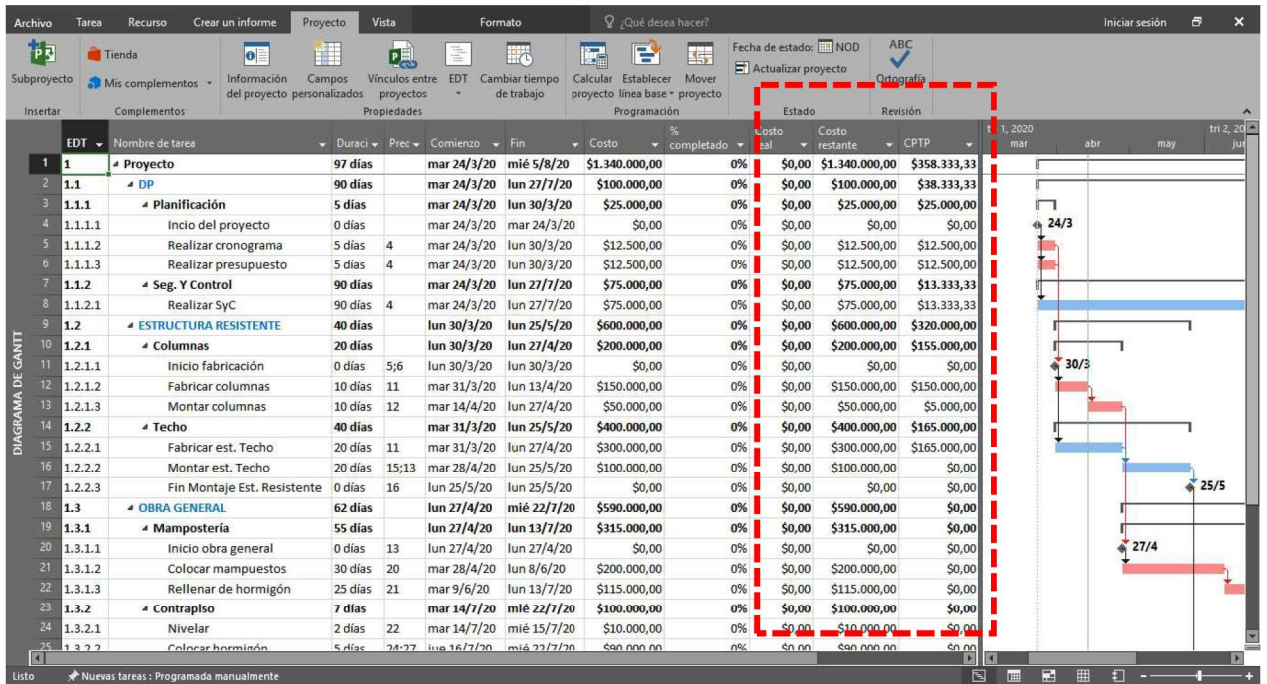 Archivo Tarea Recurso Crear un informe Proyecto Vista Formato ¿Qué desea hacer? Iniciar sesión
Subproyecto
Tienda
Mis complementos
Información del proyecto
Campos personalizados
Vínculos entre proyectos
EDT
Cambiar tiempo de trabajo
Calcular proyecto
Establecer línea base
Mover proyecto
Fecha de estado: NOD
Actualizar proyecto
ABC
Ortografía
Insertar Complementos Propiedades Programación Estado Revisión
EDT Nombre de tarea Duraci Prec Comienzo Fin Costo % completado Costo real Costo restante CPTP
1, 2020 tri 2, 20
mar abr may jun
1 1 Proyecto 97 días mar 24/3/20 mié 5/8/20 $1.340.000,00 0% $0,00 $1.340.000,00 $358.333,33
2 1.1 DP 90 días mar 24/3/20 lun 27/7/20 $100.000,00 0% $0,00 $100.000,00 $38.333,33
3 1.1.1 Planificación 5 días mar 24/3/20 lun 30/3/20 $25.000,00 0% $0,00 $25.000,00 $25.000,00
4 1.1.1.1 Incio del proyecto 0 días mar 24/3/20 mar 24/3/20 $0,00 0% $0,00 $0,00 $0,00 24/3
5 1.1.1.2 Realizar cronograma 5 días 4 mar 24/3/20 lun 30/3/20 $12.500,00 0% $0,00 $12.500,00 $12.500,00
6 1.1.1.3 Realizar presupuesto 5 días 4 mar 24/3/20 lun 30/3/20 $12.500,00 0% $0,00 $12.500,00 $12.500,00
7 1.1.2 Seg. Y Control 90 días mar 24/3/20 lun 27/7/20 $75.000,00 0% $0,00 $75.000,00 $13.333,33
8 1.1.2.1 Realizar SyC 90 días 4 mar 24/3/20 lun 27/7/20 $75.000,00 0% $0,00 $75.000,00 $13.333,33
9 1.2 ESTRUCTURA RESISTENTE 40 días lun 30/3/20 lun 25/5/20 $600.000,00 0% $0,00 $600.000,00 $320.000,00
10 1.2.1 Columnas 20 días lun 30/3/20 lun 27/4/20 $200.000,00 0% $0,00 $200.000,00 $155.000,00
11 1.2.1.1 Inicio fabricación 0 días 5;6 lun 30/3/20 lun 30/3/20 $0,00 0% $0,00 $0,00 $0,00 30/3
12 1.2.1.2 Fabricar columnas 10 días 11 mar 31/3/20 lun 13/4/20 $150.000,00 0% $0,00 $150.000,00 $150.000,00
13 1.2.1.3 Montar columnas 10 días 12 mar 14/4/20 lun 27/4/20 $50.000,00 0% $0,00 $50.000,00 $5.000,00
14 1.2.2 Techo 40 días mar 31/3/20 lun 25/5/20 $400.000,00 0% $0,00 $400.000,00 $165.000,00
15 1.2.2.1 Fabricar est. Techo 20 días 11 mar 31/3/20 lun 27/4/20 $300.000,00 0% $0,00 $300.000,00 $165.000,00
16 1.2.2.2 Montar est. Techo 20 días 15;13 mar 28/4/20 lun 25/5/20 $100.000,00 0% $0,00 $100.000,00 $0,00
17 1.2.2.3 Fin Montaje Est. Resistente 0 días 16 lun 25/5/20 lun 25/5/20 $0,00 0% $0,00 $0,00 $0,00 25/5
18 1.3 OBRA GENERAL 62 días lun 27/4/20 mié 22/7/20 $590.000,00 0% $0,00 $590.000,00 $0,00
19 1.3.1 Mampostería 55 días lun 27/4/20 lun 13/7/20 $315.000,00 0% $0,00 $315.000,00 $0,00
20 1.3.1.1 Inicio obra general 0 días 13 lun 27/4/20 lun 27/4/20 $0,00 0% $0,00 $0,00 $0,00 27/4
21 1.3.1.2 Colocar mampuestos 30 días 20 mar 28/4/20 lun 8/6/20 $200.000,00 0% $0,00 $200.000,00 $0,00
22 1.3.1.3 Rellenar de hormigón 25 días 21 mar 9/6/20 lun 13/7/20 $115.000,00 0% $0,00 $115.000,00 $0,00
23 1.3.2 Contrapiso 7 días mar 14/7/20 mié 22/7/20 $100.000,00 0% $0,00 $100.000,00 $0,00
24 1.3.2.1 Nivelar 2 días 22 mar 14/7/20 mié 15/7/20 $10.000,00 0% $0,00 $10.000,00 $0,00
25 1.3.2.2 Colocar hormigón 5 días 24;27 jue 16/7/20 mié 22/7/20 $90.000,00 0% $0,00 $90.000,00 $0,00
DIAGRAMA DE GANTT
Listo Nuevas tareas : Programada manualmente